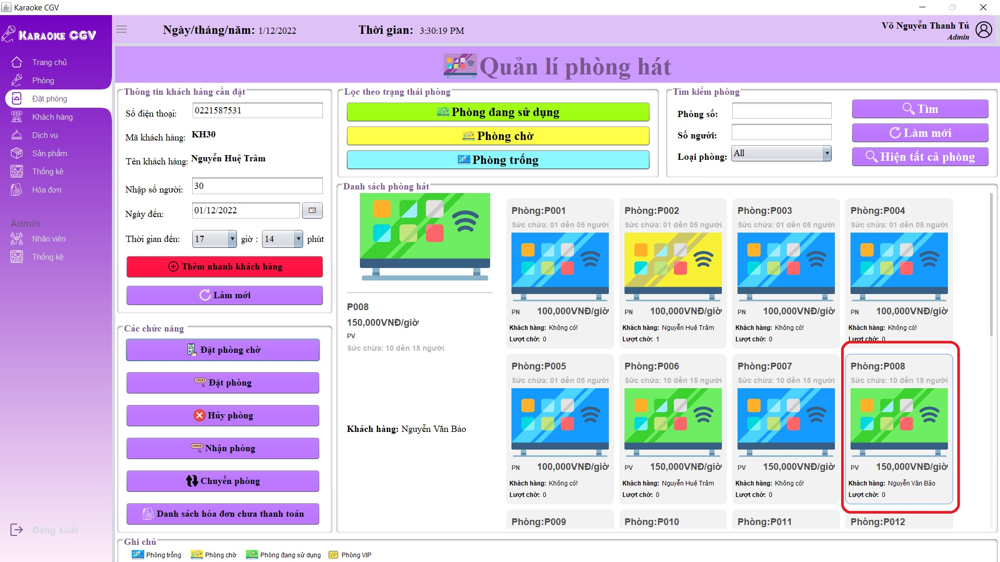 Karaoke CGV
KARAOKE CGV
Ngày/tháng/năm: 1/12/2022
Thời gian: 3:30:19 PM
Võ Nguyễn Thanh Tú
Admin
Trang chủ
Phòng
Đặt phòng
Khách hàng
Dịch vụ
Sản phẩm
Thống kê
Hóa đơn
Admin
Nhân viên
Thống kê
Đăng xuất
Quản lí phòng hát
Thông tin khách hàng cần đặt
Số điện thoại: 0221587531
Mã khách hàng: KH30
Tên khách hàng: Nguyễn Huệ Trâm
Nhập số người: 30
Ngày đến: 01/12/2022
Thời gian đến: 17 giờ : 14 phút
Thêm nhanh khách hàng
Làm mới
Các chức năng
Đặt phòng chờ
ORDER Đặt phòng
Hủy phòng
ORDER Nhận phòng
Chuyển phòng
Danh sách hóa đơn chưa thanh toán
Lọc theo trạng thái phòng
Phòng đang sử dụng
Phòng chờ
Phòng trống
Tìm kiếm phòng
Phòng số:
Số người:
Loại phòng: All
Tìm
Làm mới
Hiện tất cả phòng
Danh sách phòng hát
P008
150,000VNĐ/giờ
PV
Sức chứa: 10 đến 15 người
Khách hàng: Nguyễn Văn Bảo
Phòng:P001
Sức chứa: 01 dến 05 người
PN 100,000VNĐ/giờ
Khách hàng: Không có!
Lượt chờ: 0
Phòng:P002
Sức chứa: 01 dến 05 người
PN 100,000VNĐ/giờ
Khách hàng: Nguyễn Huệ Trâm
Lượt chờ: 1
Phòng:P003
Sức chứa: 01 dến 05 người
PN 100,000VNĐ/giờ
Khách hàng: Không có!
Lượt chờ: 0
Phòng:P004
Sức chứa: 01 dến 05 người
PN 100,000VNĐ/giờ
Khách hàng: Không có!
Lượt chờ: 0
Phòng:P005
Sức chứa: 01 dến 05 người
PN 100,000VNĐ/giờ
Khách hàng: Không có!
Lượt chờ: 0
Phòng:P006
Sức chứa: 10 dến 15 người
PV 150,000VNĐ/giờ
Khách hàng: Nguyễn Huệ Trâm
Lượt chờ: 0
Phòng:P007
Sức chứa: 10 dến 15 người
PV 150,000VNĐ/giờ
Khách hàng: Không có!
Lượt chờ: 0
Phòng:P008
Sức chứa: 10 dến 15 người
PV 150,000VNĐ/giờ
Khách hàng: Nguyễn Văn Bảo
Lượt chờ: 0
Phòng:P009
Phòng:P010
Phòng:P011
Phòng:P012
Ghi chú
Phòng trống
Phòng chờ
Phòng đang sử dụng
VIP Phòng VIP